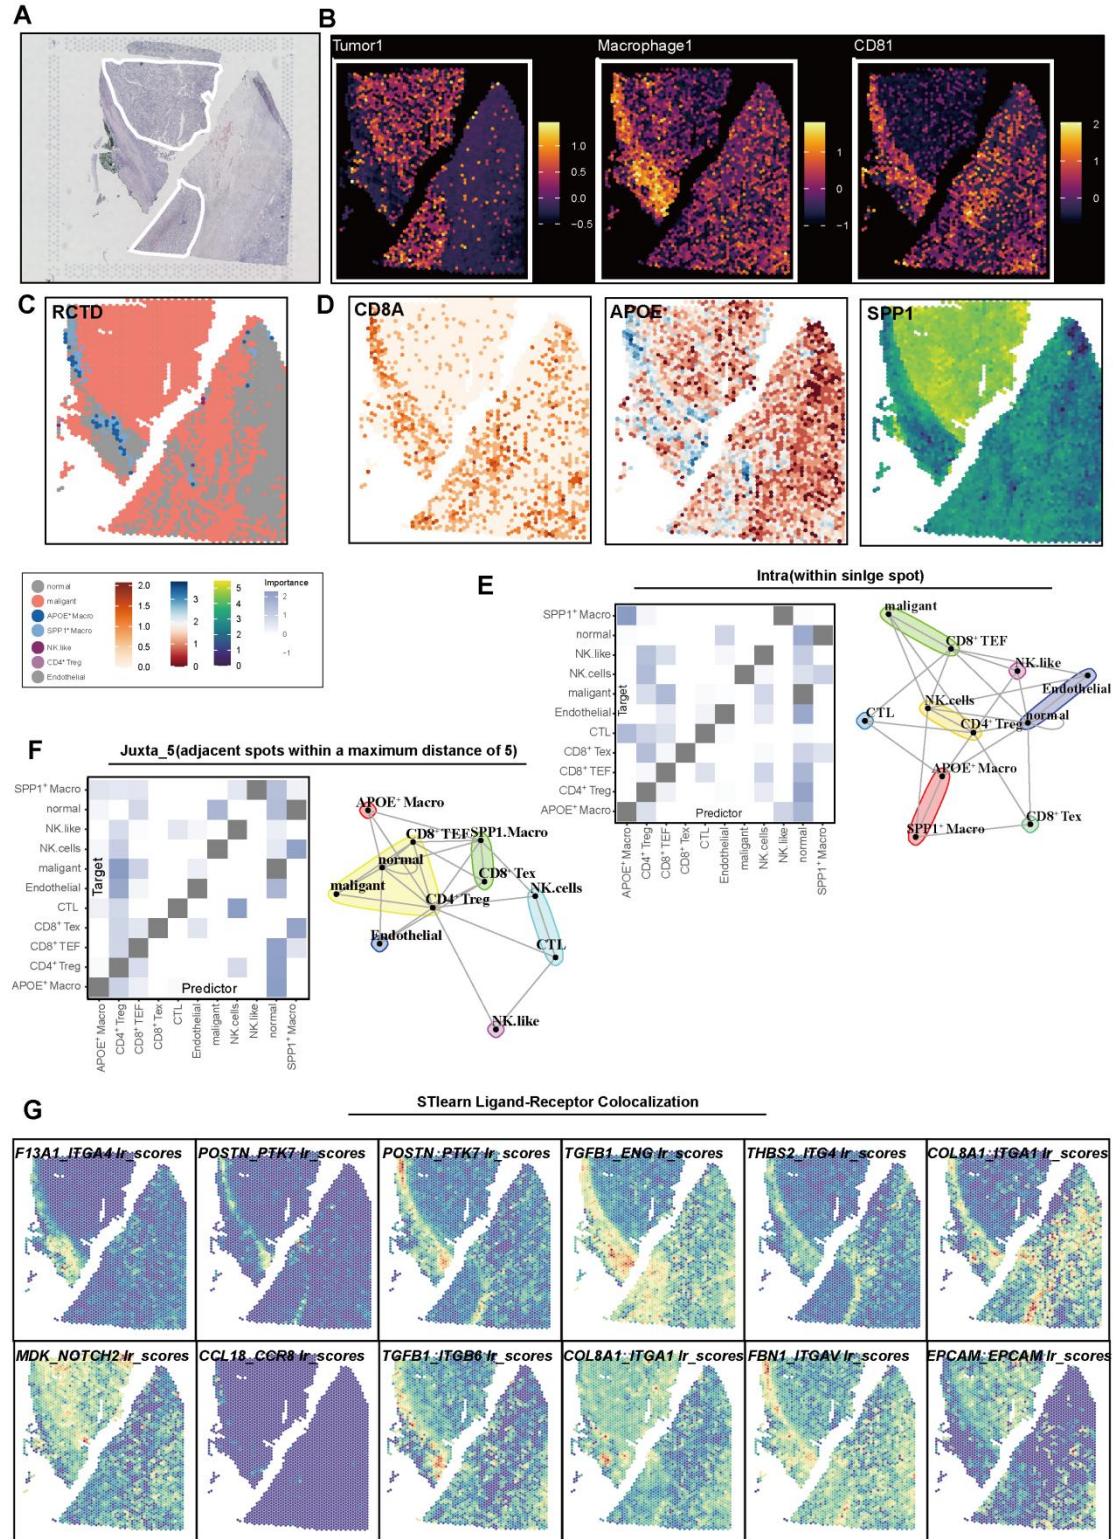 A
B
Tumor1
Macrophage1
CD81
1.0
0.5
0.0
−0.5
2
1
0
−1
2
1
0
C
RCTD
D
CD8A
APOE
SPP1
normal
maligant
APOE⁺ Macro
SPP1⁺ Macro
NK.like
CD4⁺ Treg
Endothelial
2.0
1.5
1.0
0.5
0.0
3
2
1
0
5
4
3
2
1
0
Importance
2
1
0
−1
E
Intra(within sinlge spot)
Target
SPP1⁺ Macro
normal
NK.like
NK.cells
maligant
Endothelial
CTL
CD8⁺ Tex
CD8⁺ TEF
CD4⁺ Treg
APOE⁺ Macro
Predictor
APOE⁺ Macro
CD4⁺ Treg
CD8⁺ TEF
CD8⁺ Tex
CTL
Endothelial
maligant
NK.cells
NK.like
normal
SPP1⁺ Macro
maligant
CD8⁺ TEF
NK.like
Endothelial
NK.cells
CTL
CD4⁺ Treg
normal
APOE⁺ Macro
CD8⁺ Tex
SPP1⁺ Macro
F
Juxta_5(adjacent spots within a maximum distance of 5)
Target
SPP1⁺ Macro
normal
NK.like
NK.cells
maligant
Endothelial
CTL
CD8⁺ Tex
CD8⁺ TEF
CD4⁺ Treg
APOE⁺ Macro
Predictor
APOE⁺ Macro
CD4⁺ Treg
CD8⁺ TEF
CD8⁺ Tex
CTL
Endothelial
maligant
NK.cells
NK.like
normal
SPP1⁺ Macro
APOE⁺ Macro
CD8⁺ TEF
SPP1.Macro
normal
CD8⁺ Tex
maligant
NK.cells
CD4⁺ Treg
Endothelial
CTL
NK.like
G
STlearn Ligand-Receptor Colocalization
F13A1_ITGA4 lr_scores
POSTN_PTK7 lr_scores
POSTN_PTK7 lr_scores
TGFB1_ENG lr_scores
THBS2_ITG4 lr_scores
COL8A1_ITGA1 lr_scores
MDK_NOTCH2 lr_scores
CCL18_CCR8 lr_scores
TGFB1_ITGB6 lr_scores
COL8A1_ITGA1 lr_scores
FBN1_ITGAV lr_scores
EPCAM_EPCAM lr_scores